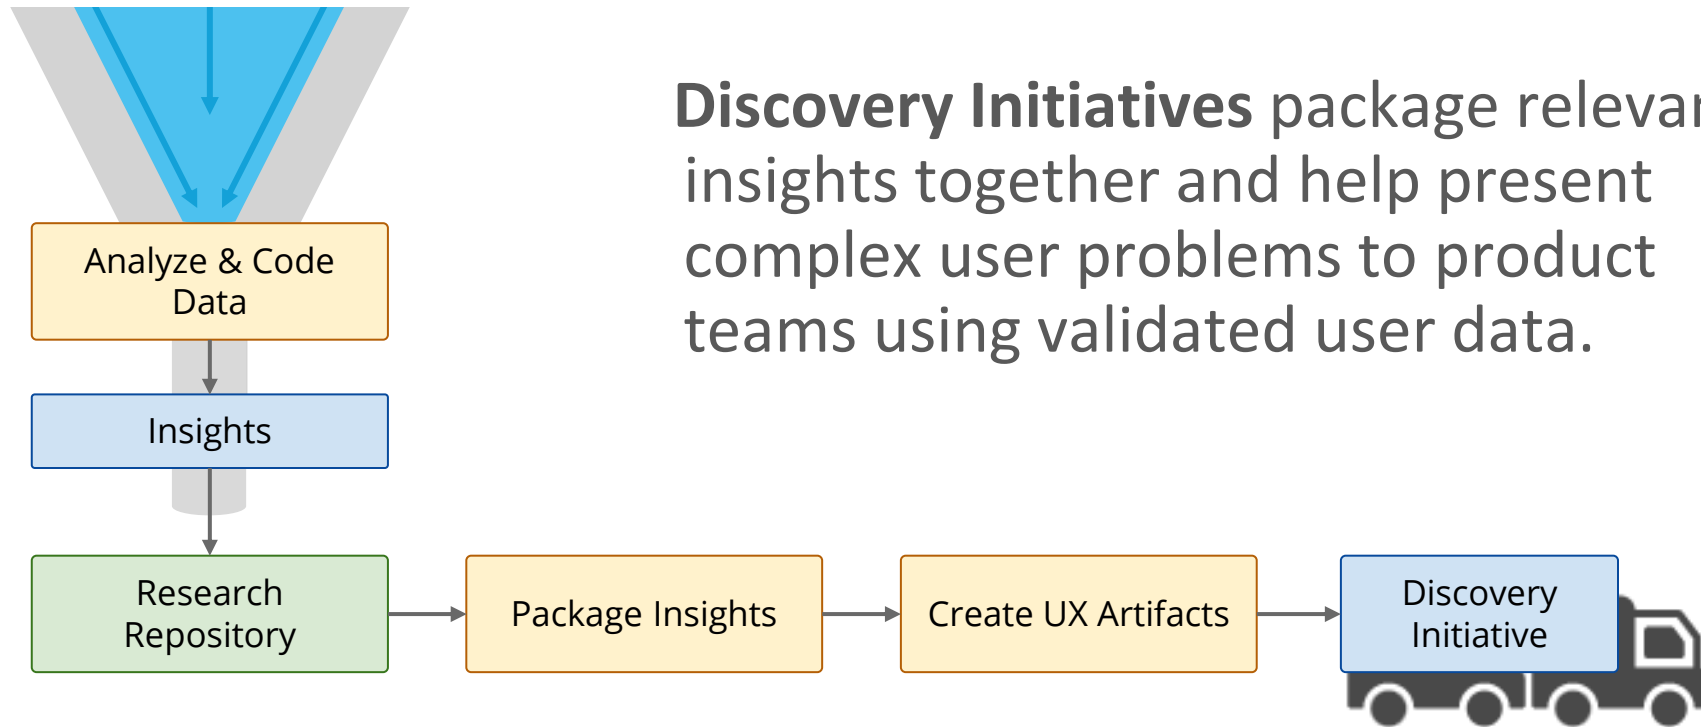 Discovery Initiatives package
insights together and help present
complex user problems to product
teams using validated user data.
Analyze & Code
Data
Insights
Research
Repository
Package Insights
Create UX Artifacts
Discovery
Initiative